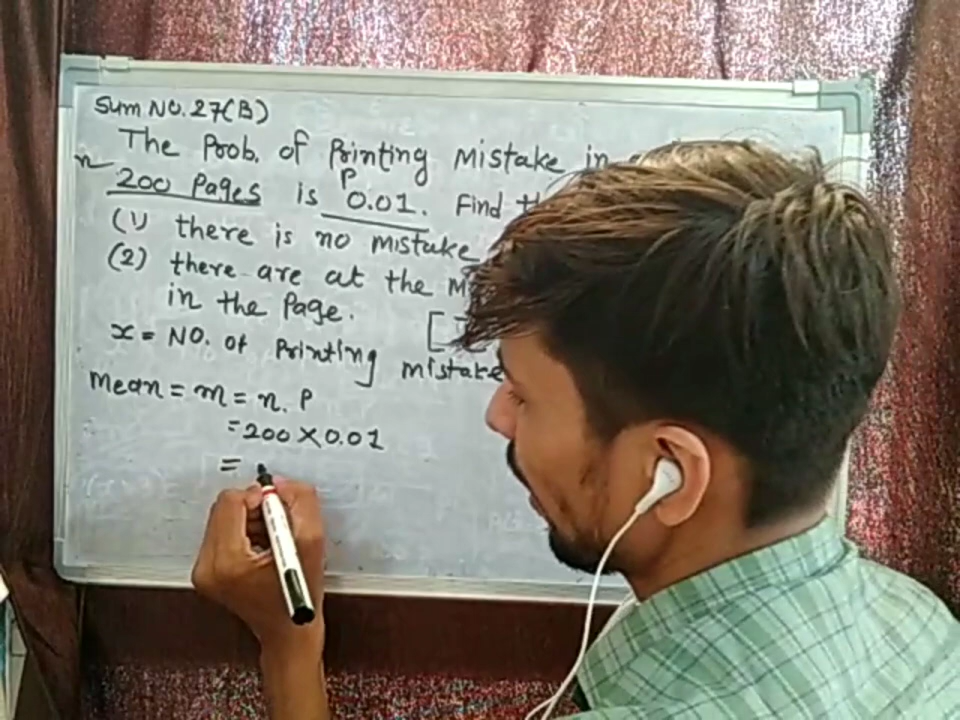 Sum NO. 27(B)
The Prob. of Printing Mistake in
n P
200 Pages is 0.01. Find
(1) there is no mistake
(2) there are at the
in the Page. [
x = NO. of Printing mistake
Mean = m = n. P
= 200 × 0.01
=